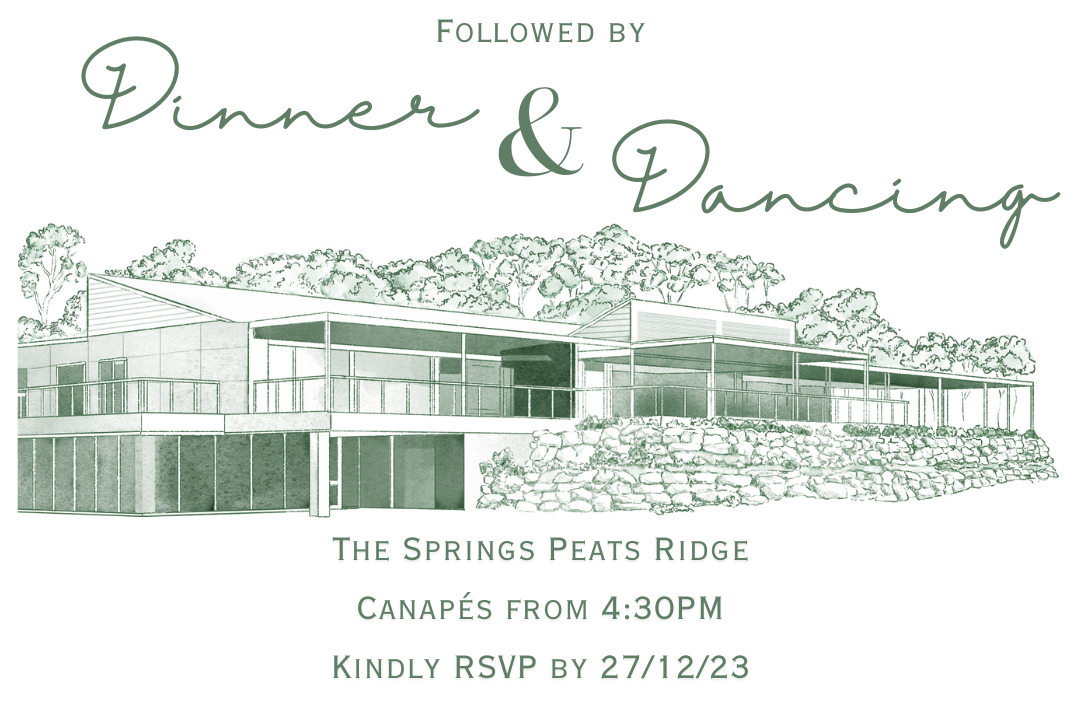 Followed by
Dinner & Dancing
The Springs Peats Ridge
Canapés from 4:30pm
Kindly RSVP by 27/12/23